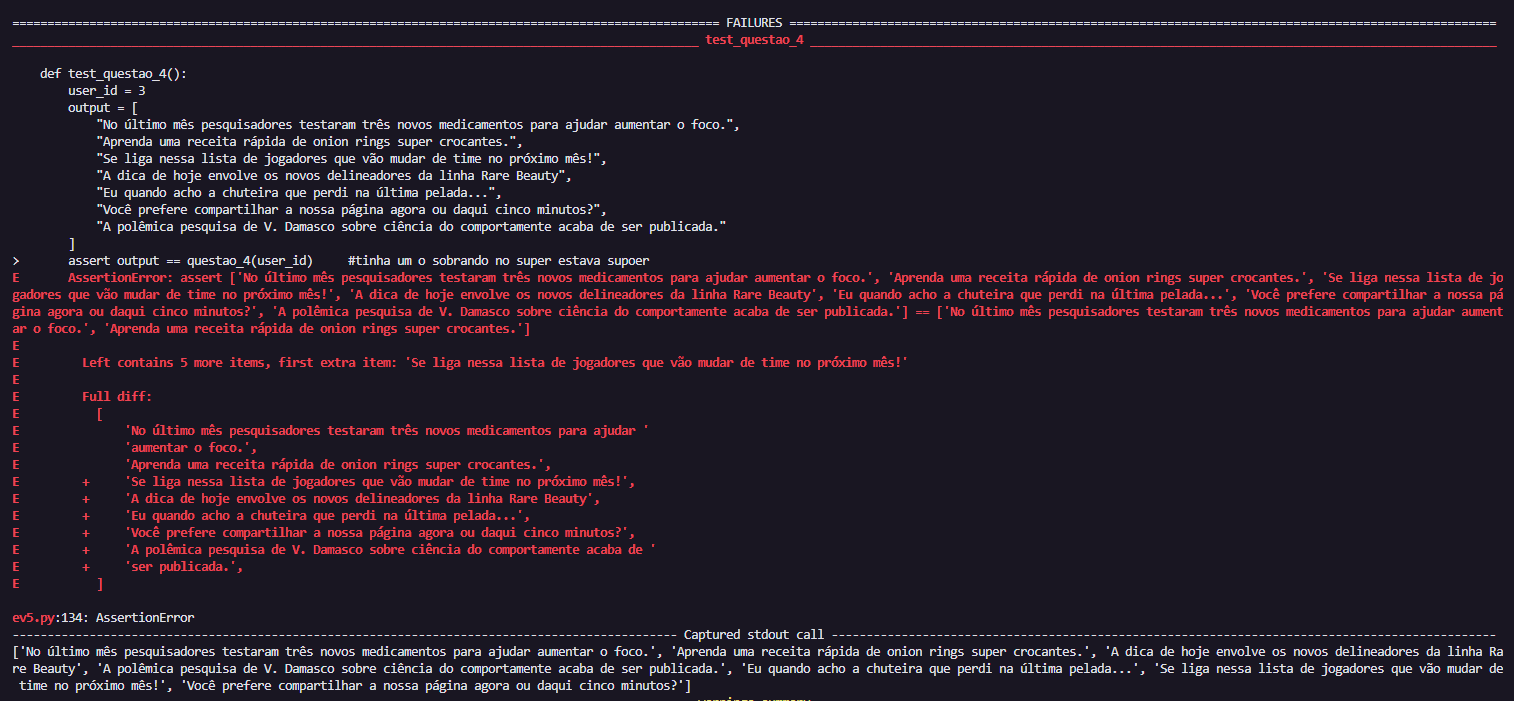 ================================ FAILURES ================================
________________________________ test_questao_4 ________________________________
def test_questao_4():
user_id = 3
output = [
"No último mês pesquisadores testaram três novos medicamentos para ajudar aumentar o foco.",
"Aprenda uma receita rápida de onion rings super crocantes.",
"Se liga nessa lista de jogadores que vão mudar de time no próximo mês!",
"A dica de hoje envolve os novos delineadores da linha Rare Beauty",
"Eu quando acho a chuteira que perdi na última pelada...",
"Você prefere compartilhar a nossa página agora ou daqui cinco minutos?",
"A polêmica pesquisa de V. Damasco sobre ciência do comportamente acaba de ser publicada."
]
> assert output == questao_4(user_id) #tinha um o sobrando no super estava supoer
E AssertionError: assert ['No último mês pesquisadores testaram três novos medicamentos para ajudar aumentar o foco.', 'Aprenda uma receita rápida de onion rings super crocantes.', 'Se liga nessa lista de jo
gadores que vão mudar de time no próximo mês!', 'A dica de hoje envolve os novos delineadores da linha Rare Beauty', 'Eu quando acho a chuteira que perdi na última pelada...', 'Você prefere compartilhar a nossa pá
gina agora ou daqui cinco minutos?', 'A polêmica pesquisa de V. Damasco sobre ciência do comportamente acaba de ser publicada.'] == ['No último mês pesquisadores testaram três novos medicamentos para ajudar aument
ar o foco.', 'Aprenda uma receita rápida de onion rings super crocantes.']
E
E Left contains 5 more items, first extra item: 'Se liga nessa lista de jogadores que vão mudar de time no próximo mês!'
E
E Full diff:
E [
E 'No último mês pesquisadores testaram três novos medicamentos para ajudar '
E 'aumentar o foco.',
E 'Aprenda uma receita rápida de onion rings super crocantes.',
E + 'Se liga nessa lista de jogadores que vão mudar de time no próximo mês!',
E + 'A dica de hoje envolve os novos delineadores da linha Rare Beauty',
E + 'Eu quando acho a chuteira que perdi na última pelada...',
E + 'Você prefere compartilhar a nossa página agora ou daqui cinco minutos?',
E + 'A polêmica pesquisa de V. Damasco sobre ciência do comportamente acaba de '
E + 'ser publicada.',
E ]
ev5.py:134: AssertionError
-------------------------------- Captured stdout call --------------------------------
['No último mês pesquisadores testaram três novos medicamentos para ajudar aumentar o foco.', 'Aprenda uma receita rápida de onion rings super crocantes.', 'A dica de hoje envolve os novos delineadores da linha Ra
re Beauty', 'A polêmica pesquisa de V. Damasco sobre ciência do comportamente acaba de ser publicada.', 'Eu quando acho a chuteira que perdi na última pelada...', 'Se liga nessa lista de jogadores que vão mudar de
time no próximo mês!', 'Você prefere compartilhar a nossa página agora ou daqui cinco minutos?']